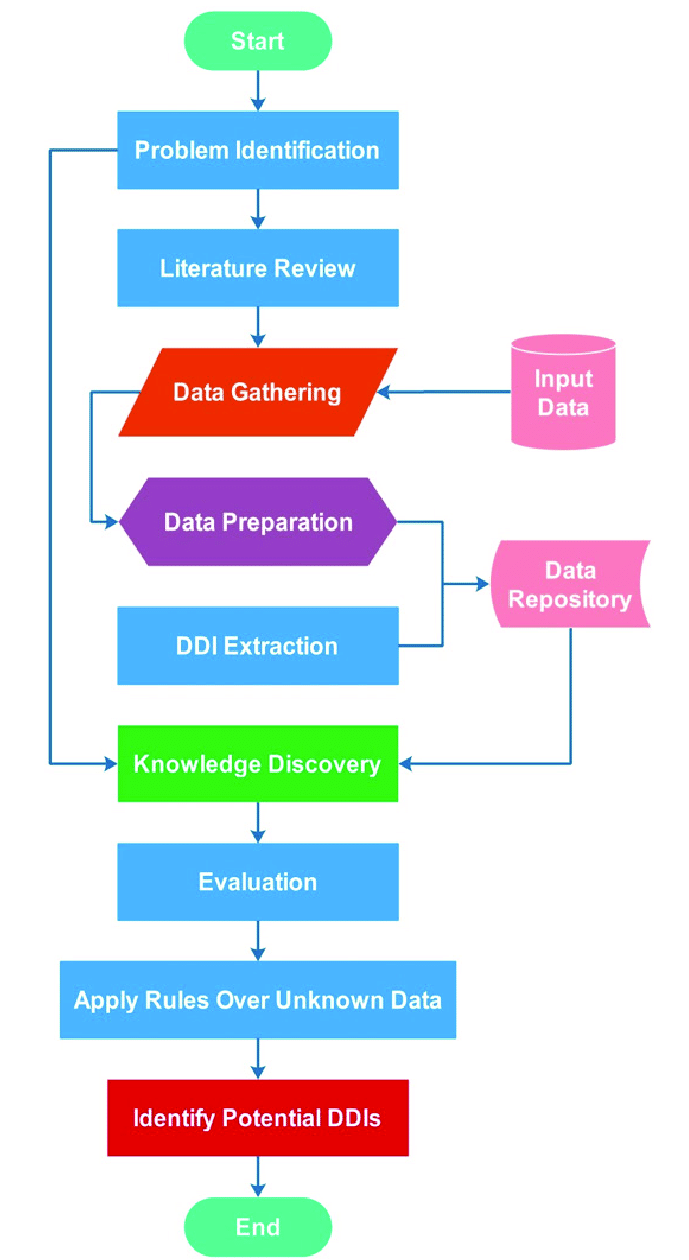 Start
Problem Identification
Literature Review
Data Gathering
Input
Data
Data Preparation
Data
Repository
DDI Extraction
Knowledge Discovery
Evaluation
Apply Rules Over Unknown Data
Identify Potential DDIs
End